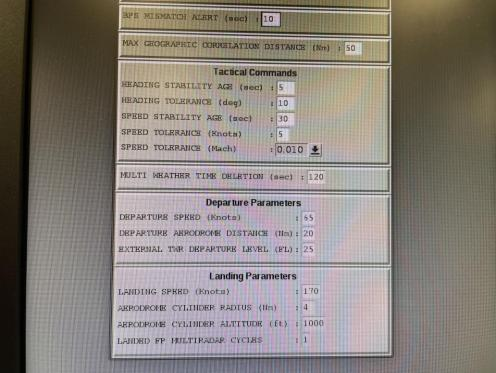 BPS MISMATCH ALERT (sec) : 10
MAX GEOGRAPHIC CORRELATION DISTANCE (Nm) : 50
Tactical Commands
HEADING STABILITY AGE (sec) : 5
HEADING TOLERANCE (deg) : 10
SPEED STABILITY AGE (sec) : 30
SPEED TOLERANCE (Knots) : 5
SPEED TOLERANCE (Mach) : 0.010
MULTI WEATHER TIME DELETION (sec) : 120
Departure Parameters
DEPARTURE SPEED (Knots) : 65
DEPARTURE AERODROME DISTANCE (Nm) : 20
EXTERNAL TWR DEPARTURE LEVEL (FL) : 25
Landing Parameters
LANDING SPEED (Knots) : 170
AERODROME CYLINDER RADIUS (Nm) : 4
AERODROME CYLINDER ALTITUDE (ft) : 1000
LANDED FP MULTIRADAR CYCLES : 1